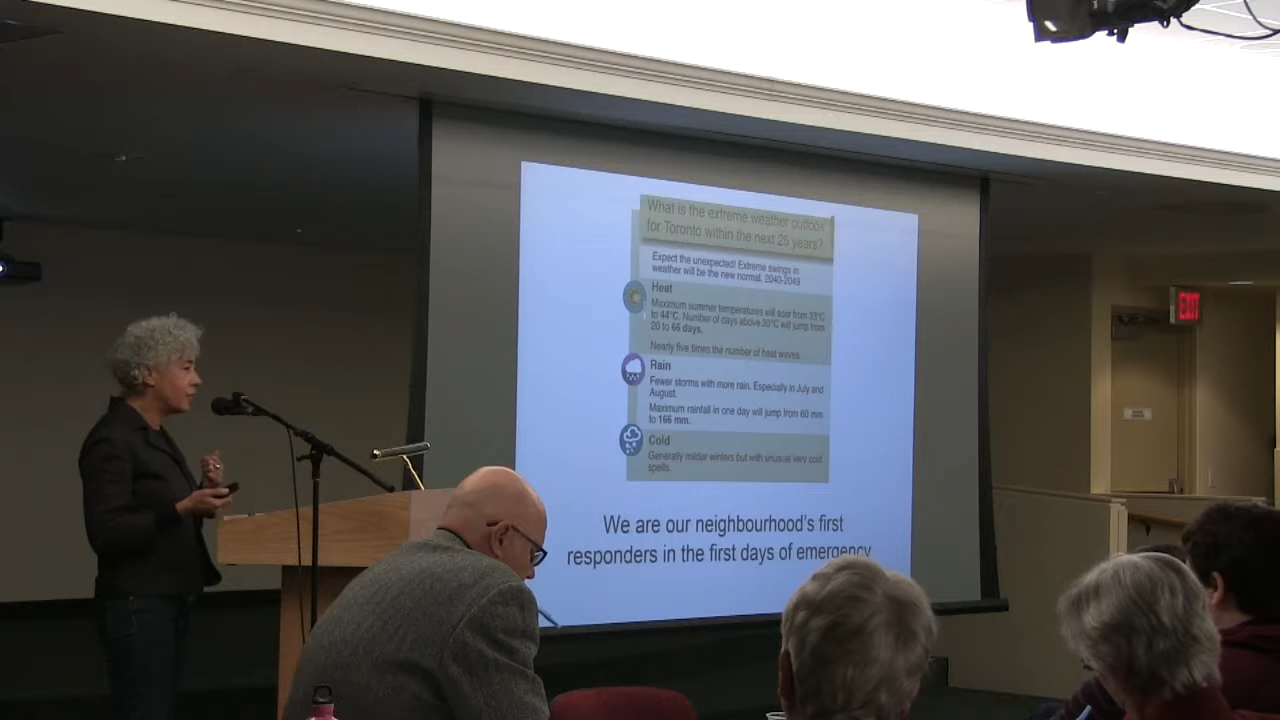 What is the extreme weather outlook
for Toronto within the next 25 years?
Expect the unexpected! Extreme swings in
weather will be the new normal. 2040-2049
Heat
Maximum summer temperatures will soar from 33°C
to 44°C. Number of days above 30°C will jump from
20 to 66 days.
Nearly five times the number of heat waves
Rain
Fewer storms with more rain. Especially in July and
August.
Maximum rainfall in one day will jump from 60 mm
to 166 mm.
Cold
Generally milder winters but with unusual very cold
spells.
We are our neighbourhood's first
responders in the first days of emergency
EXIT